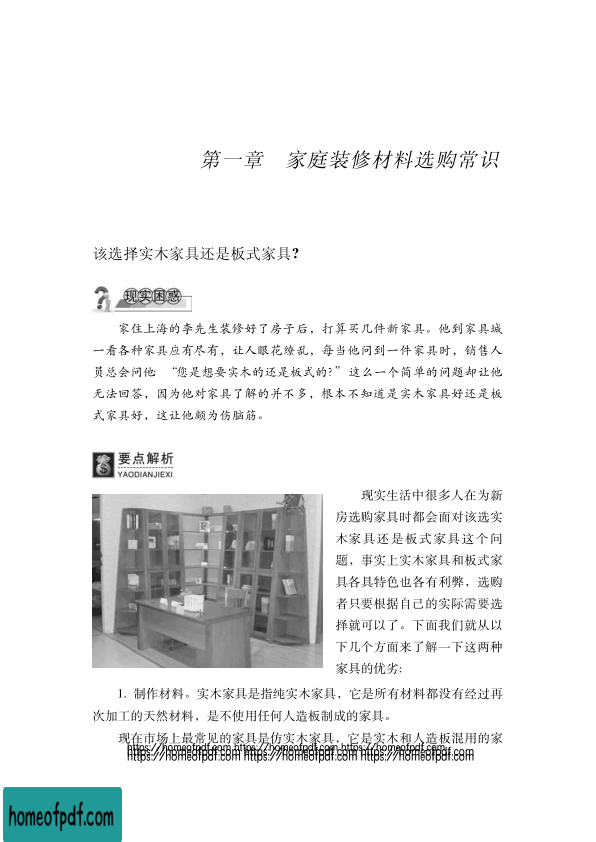 第一章　家庭装修材料选购常识
该选择实木家具还是板式家具?
现实困惑
家住上海的李先生装修好了房子后，打算买几件新家具。他到家具城
一看各种家具应有尽有，让人眼花缭乱，每当他问到一件家具时，销售人
员总会问他 “您是想要实木的还是板式的?” 这么一个简单的问题却让他
无法回答，因为他对家具了解的并不多，根本不知道是实木家具好还是板
式家具好，这让他颇为伤脑筋。
要点解析
YAODIANJIEXI
现实生活中很多人在为新
房选购家具时都会面对该选实
木家具还是板式家具这个问
题，事实上实木家具和板式家
具各具特色也各有利弊，选购
者只要根据自己的实际需要选
择就可以了。下面我们就从以
下几个方面来了解一下这两种
家具的优劣:
1. 制作材料。实木家具是指纯实木家具，它是所有材料都没有经过再
次加工的天然材料，是不使用任何人造板制成的家具。
现在市场上最常见的家具是仿实木家具，它是实木和人造板混用的家
https://homeofpdf.com https://homeofpdf.com https://homeofpdf.com
https://homeofpdf.com https://homeofpdf.com https://homeofpdf.com
homeofpdf.com